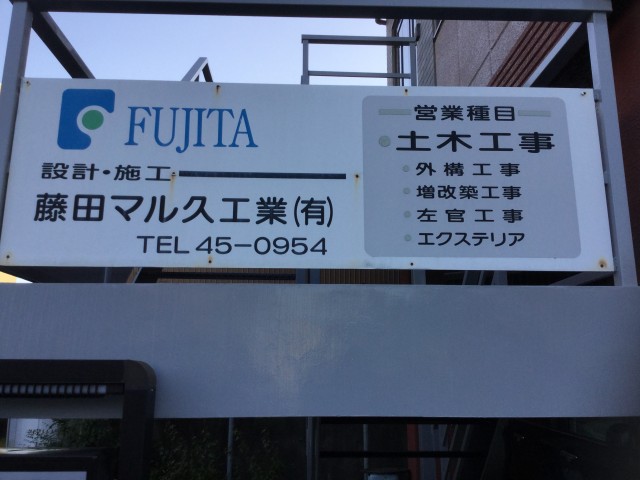 FUJITA
設計・施工
藤田マル久工業(有)
TEL 45-0954
営業種目
土木工事
外構工事
増改築工事
左官工事
エクステリア